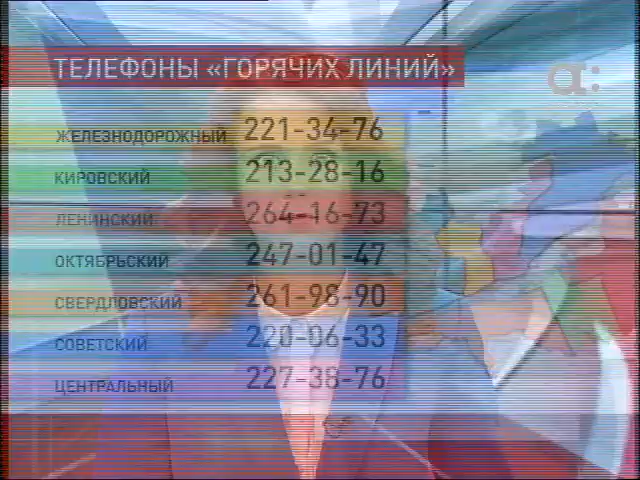 ТЕЛЕФОНЫ «ГОРЯЧИХ ЛИНИЙ»
a:
ЖЕЛЕЗНОДОРОЖНЫЙ 221-34-76
КИРОВСКИЙ 213-28-16
ЛЕНИНСКИЙ 264-16-73
ОКТЯБРЬСКИЙ 247-01-47
СВЕРДЛОВСКИЙ 261-98-90
СОВЕТСКИЙ 220-06-33
ЦЕНТРАЛЬНЫЙ 227-38-76